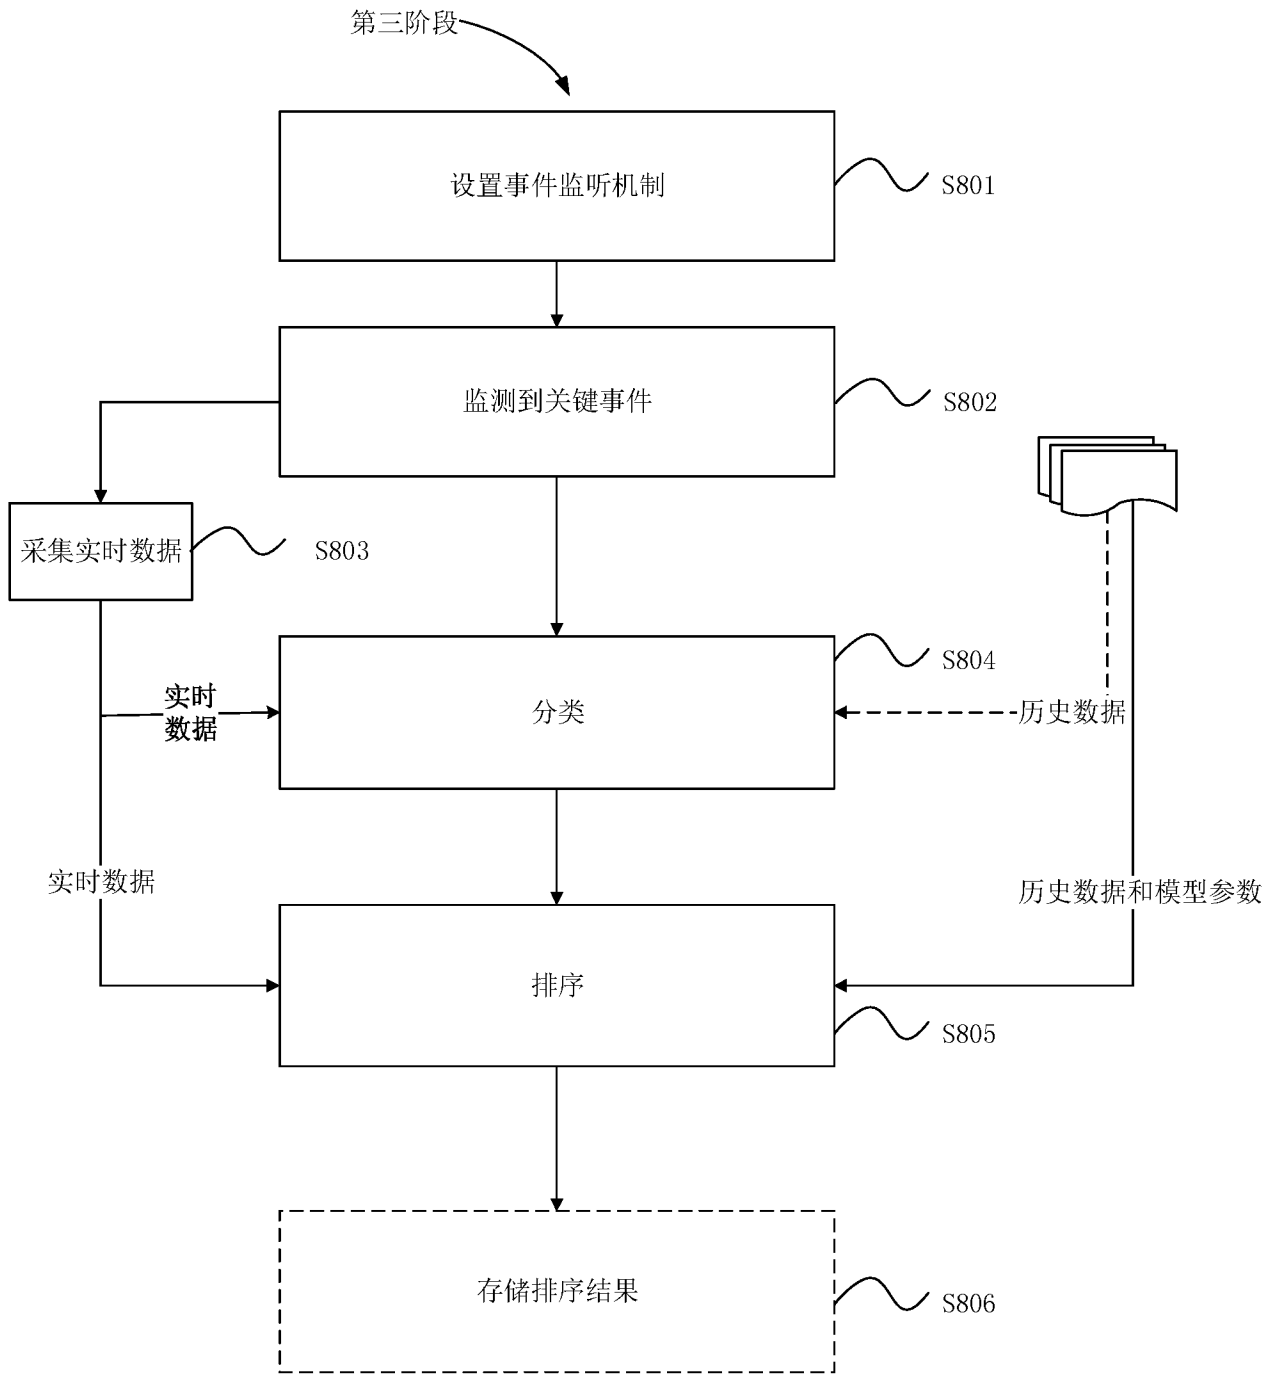 第三阶段
设置事件监听机制
S801
监测到关键事件
S802
采集实时数据
S803
分类
S804
实时
数据
历史数据
实时数据
历史数据和模型参数
排序
S805
存储排序结果
S806